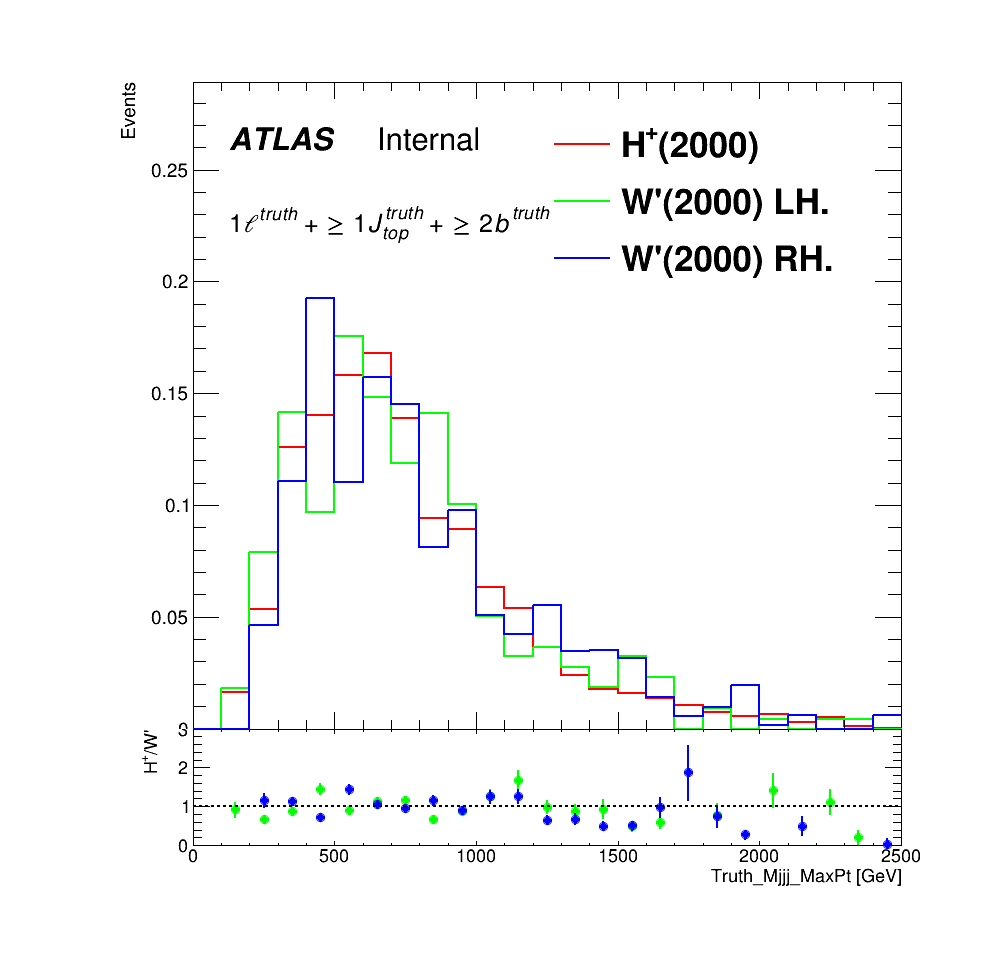 Events
ATLAS Internal
H⁺(2000)
1ℓ^truth + ≥ 1J_top^truth + ≥ 2b^truth
W'(2000) LH.
W'(2000) RH.
0.25
0.2
0.15
0.1
0.05
3
H⁺/W'
2
1
0
0 500 1000 1500 2000 2500
Truth_Mjjj_MaxPt [GeV]